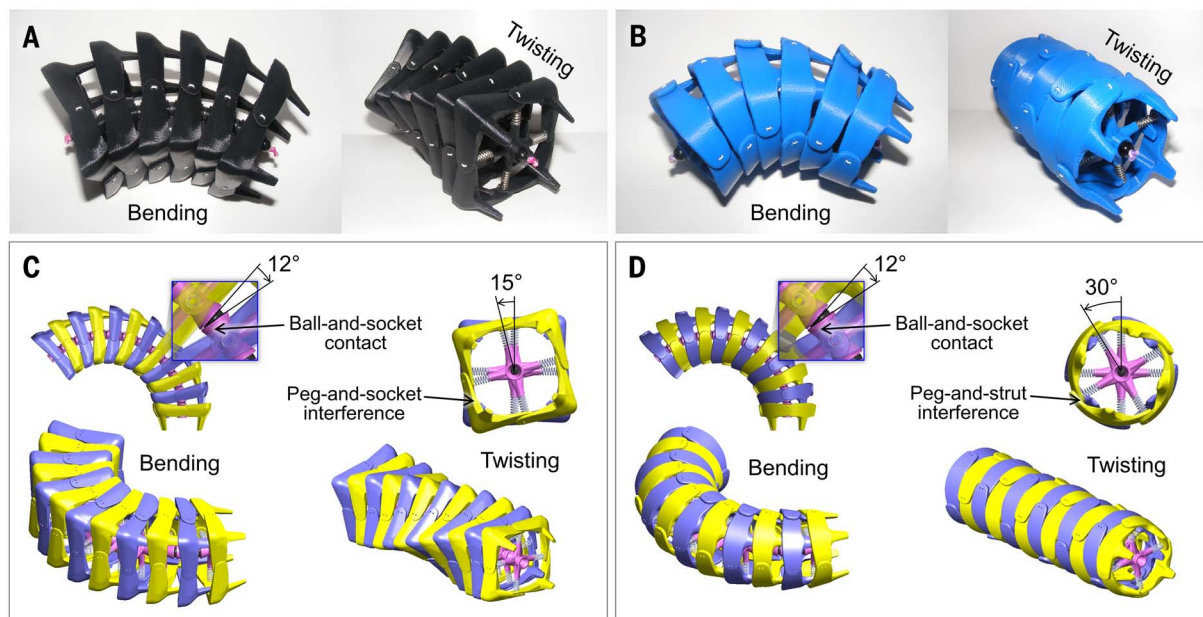 A
Bending
Twisting
B
Bending
Twisting
C
12°
Ball-and-socket
contact
15°
Peg-and-socket
interference
Bending
Twisting
D
12°
Ball-and-socket
contact
30°
Peg-and-strut
interference
Bending
Twisting